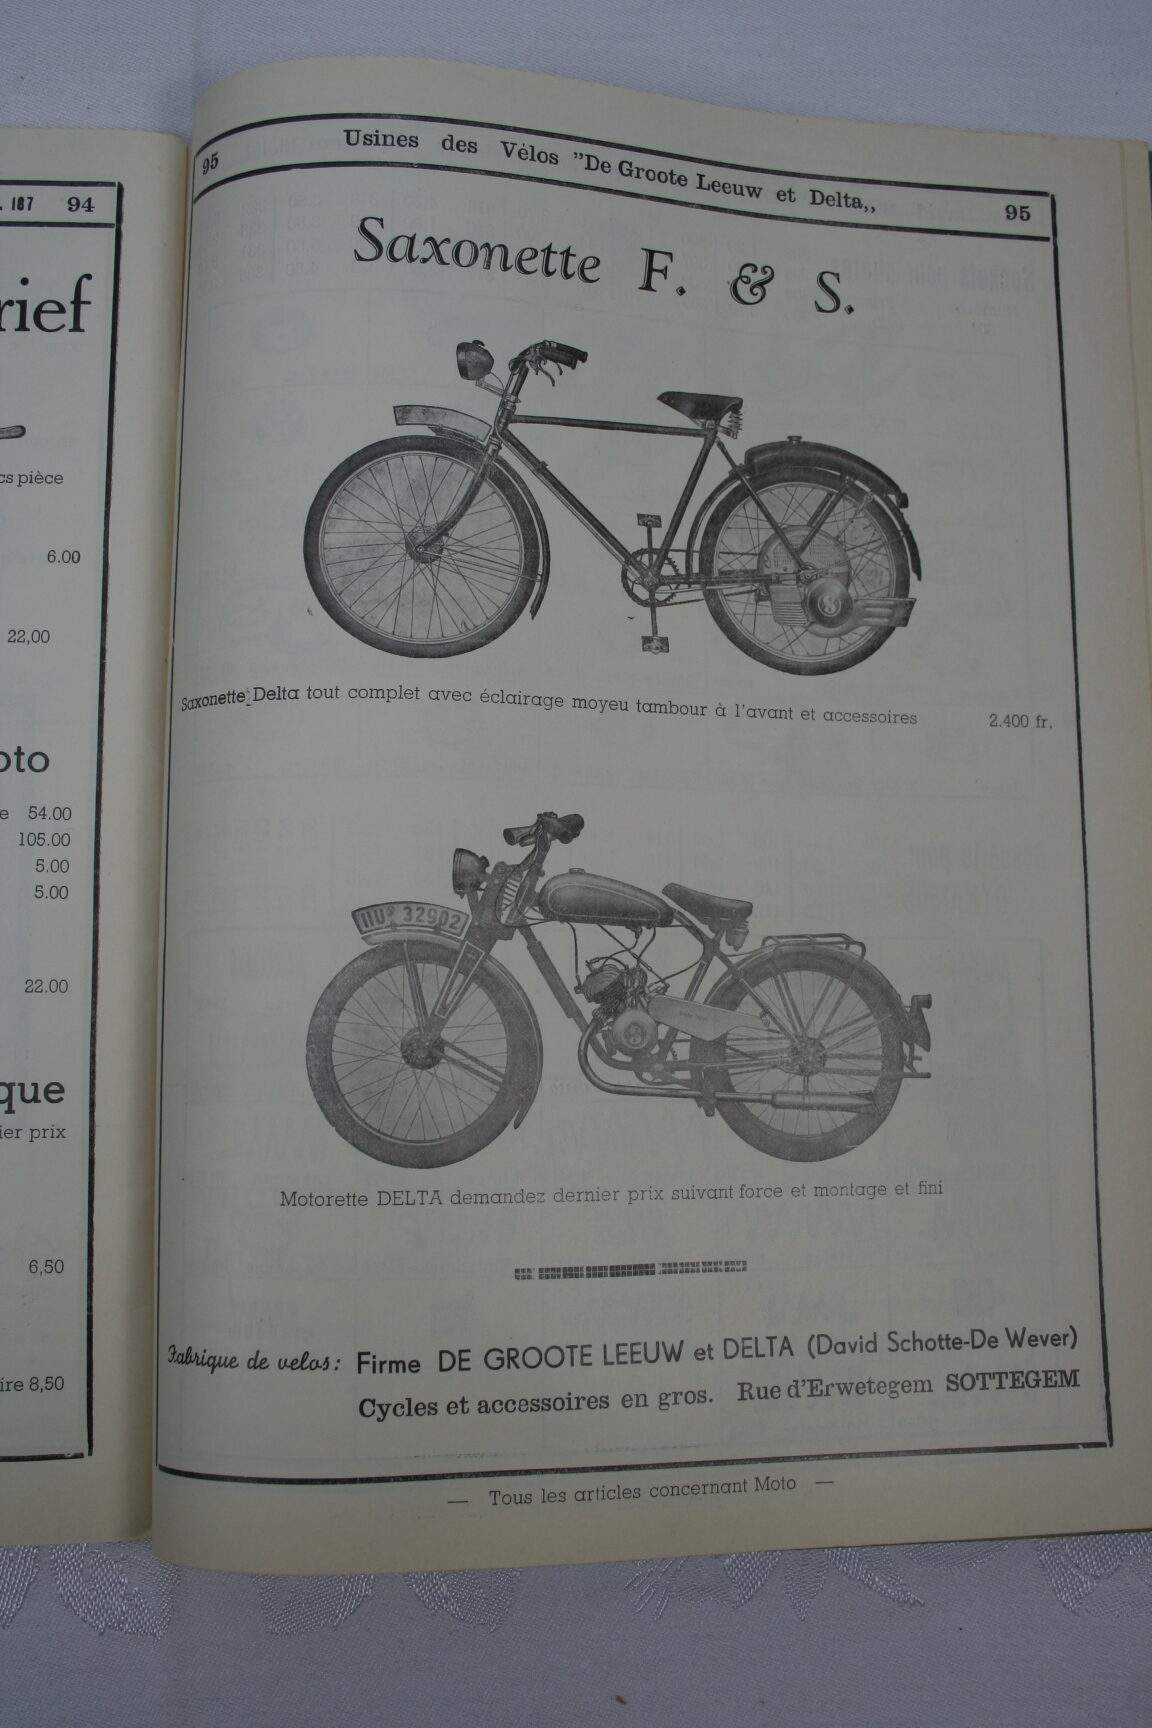 . 187 94
rief
cs pièce
6.00
22,00
oto
e 54.00
105.00
5.00
5.00
22.00
que
ier prix
6,50
ire 8,50
95 Usines des Vélos "De Groote Leeuw et Delta,, 95
Saxonette F. & S.
Saxonette Delta tout complet avec éclairage moyeu tambour à l'avant et accessoires 2.400 fr.
IIU 32902
Motorette DELTA demandez dernier prix suivant force et montage et fini
Fabrique de velos: Firme DE GROOTE LEEUW et DELTA (David Schotte-De Wever)
Cycles et accessoires en gros. Rue d'Erwetegem SOTTEGEM
— Tous les articles concernant Moto —